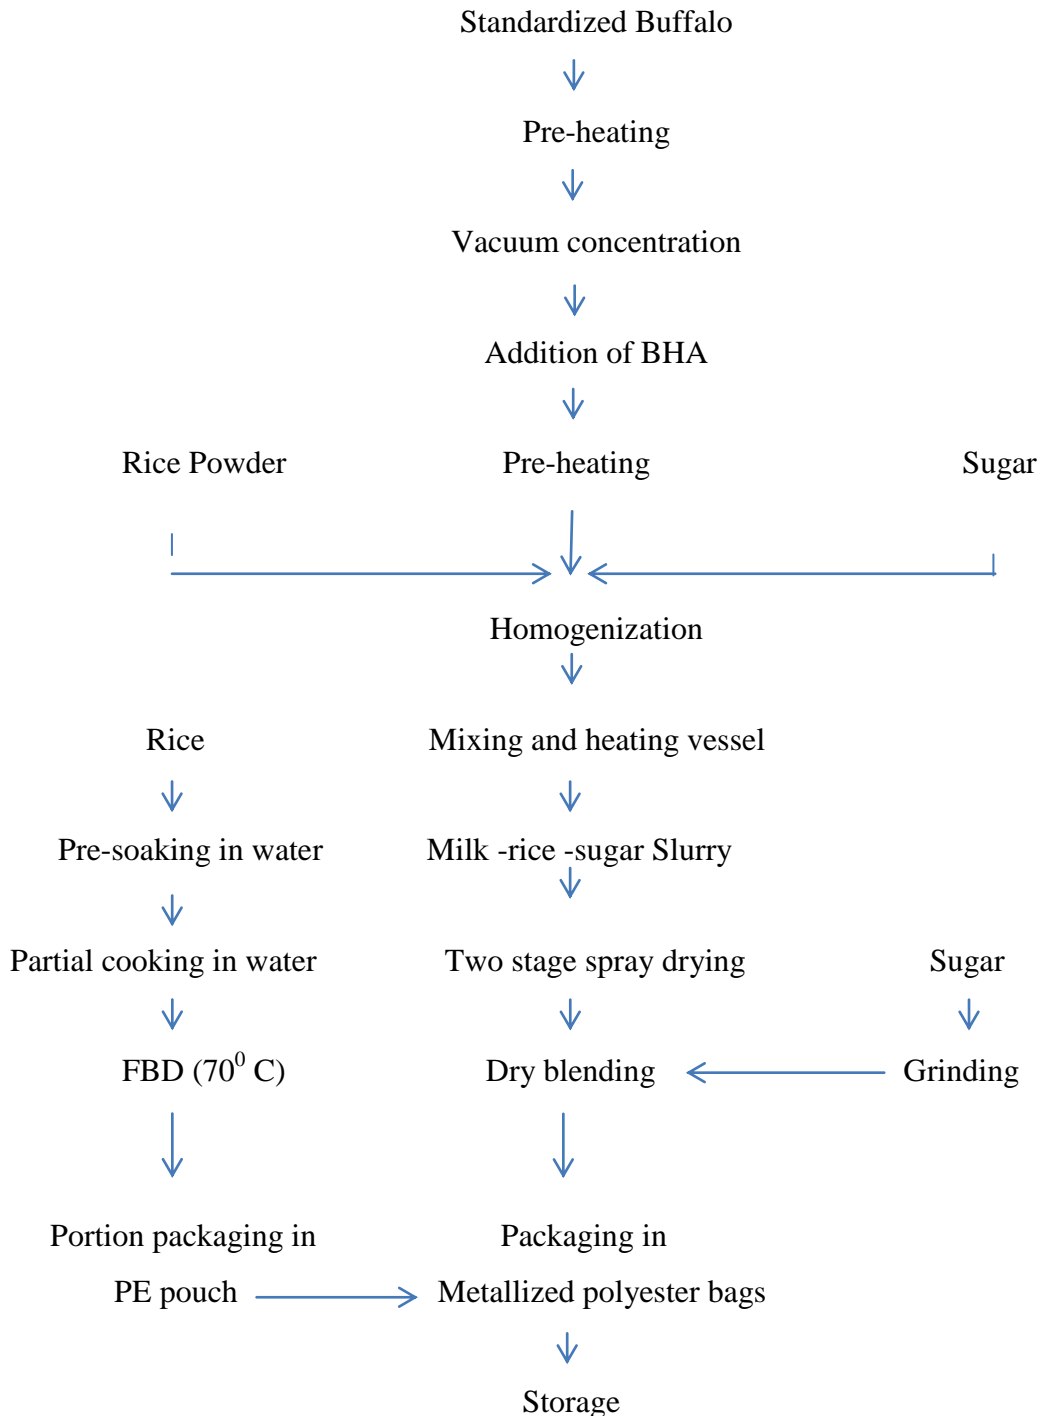 Standardized Buffalo
Pre-heating
Vacuum concentration
Addition of BHA
Rice Powder
Pre-heating
Sugar
Homogenization
Rice
Mixing and heating vessel
Pre-soaking in water
Milk -rice -sugar Slurry
Partial cooking in water
Two stage spray drying
Sugar
FBD (70⁰ C)
Dry blending
Grinding
Portion packaging in
Packaging in
PE pouch
Metallized polyester bags
Storage